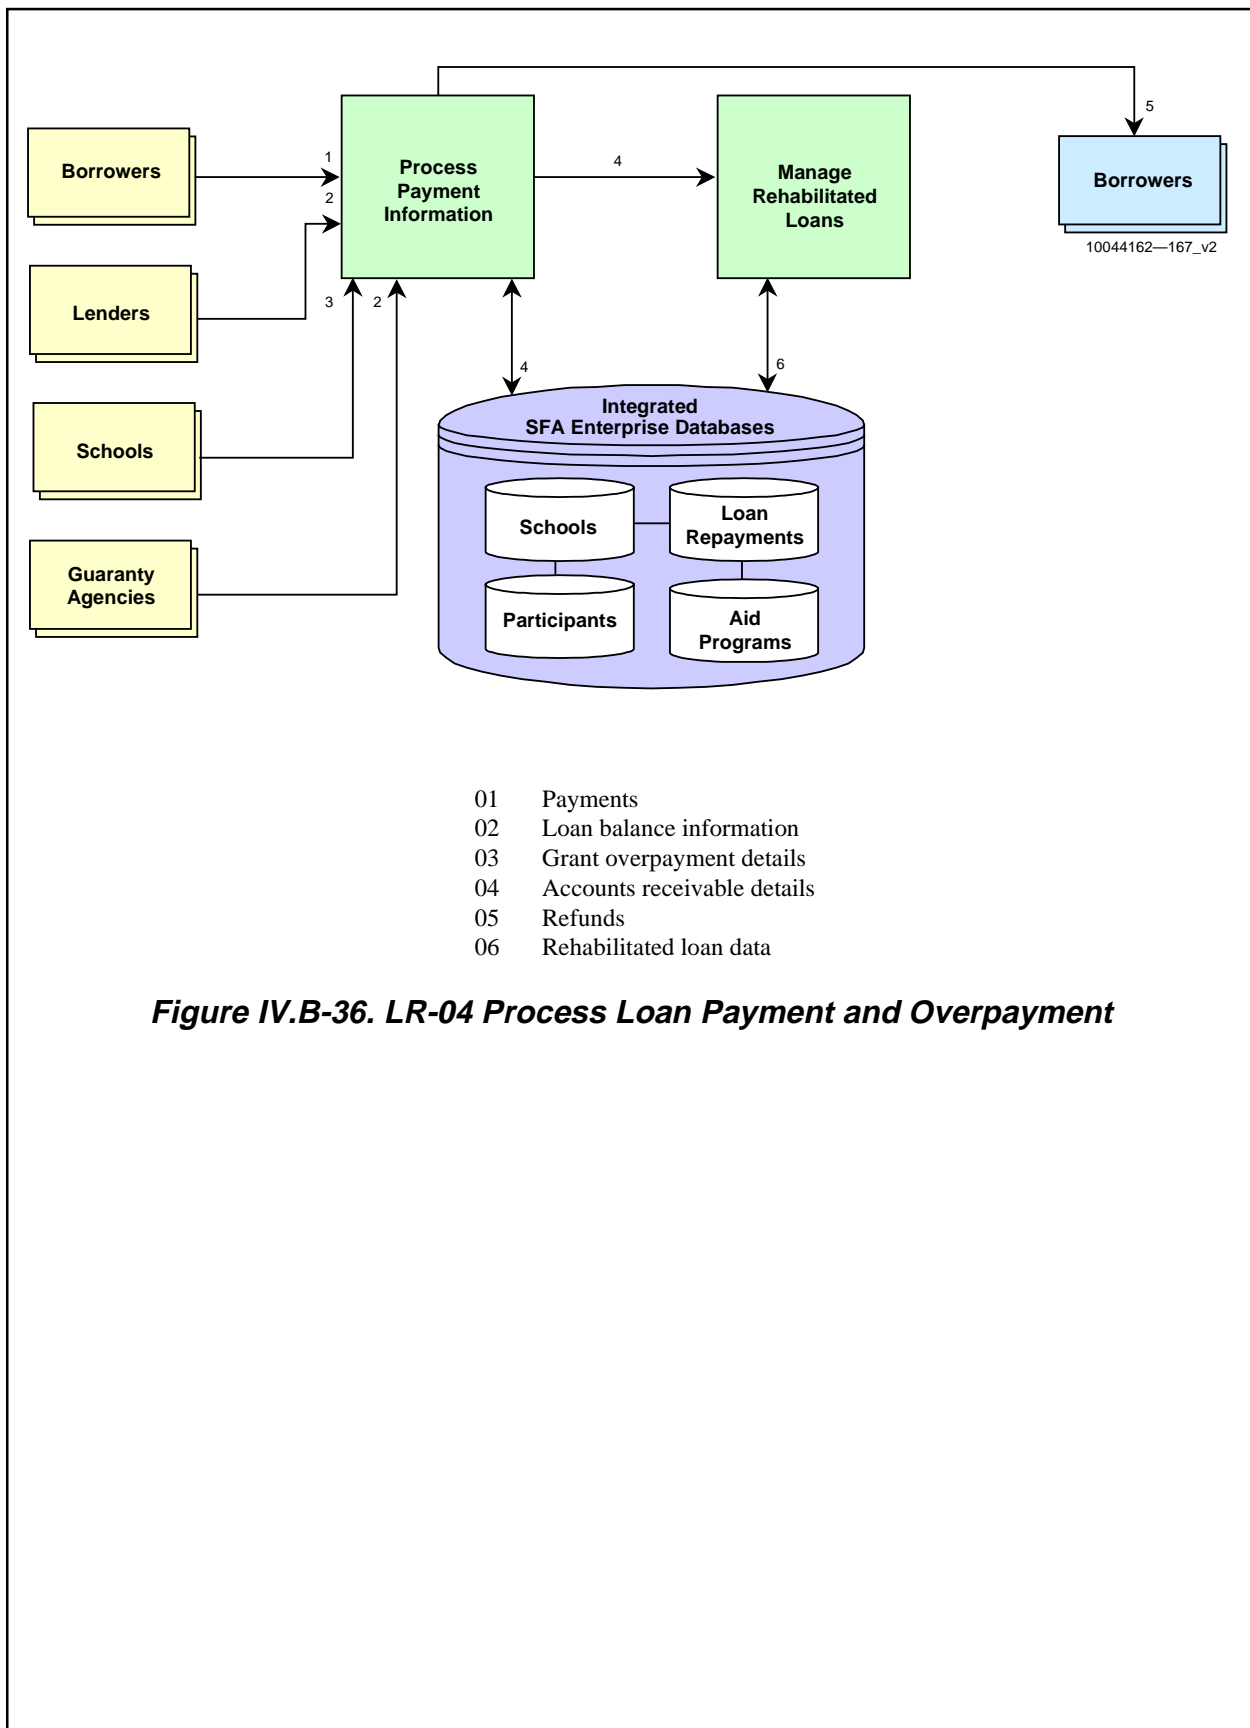 5
Borrowers
1
Process
Payment
Information
4
Manage
Rehabilitated
Loans
Borrowers
2
10044162—167_v2
Lenders
3
2
4
6
Integrated
SFA Enterprise Databases
Schools
Schools
Loan
Repayments
Guaranty
Agencies
Participants
Aid
Programs
01 Payments
02 Loan balance information
03 Grant overpayment details
04 Accounts receivable details
05 Refunds
06 Rehabilitated loan data
Figure IV.B-36. LR-04 Process Loan Payment and Overpayment